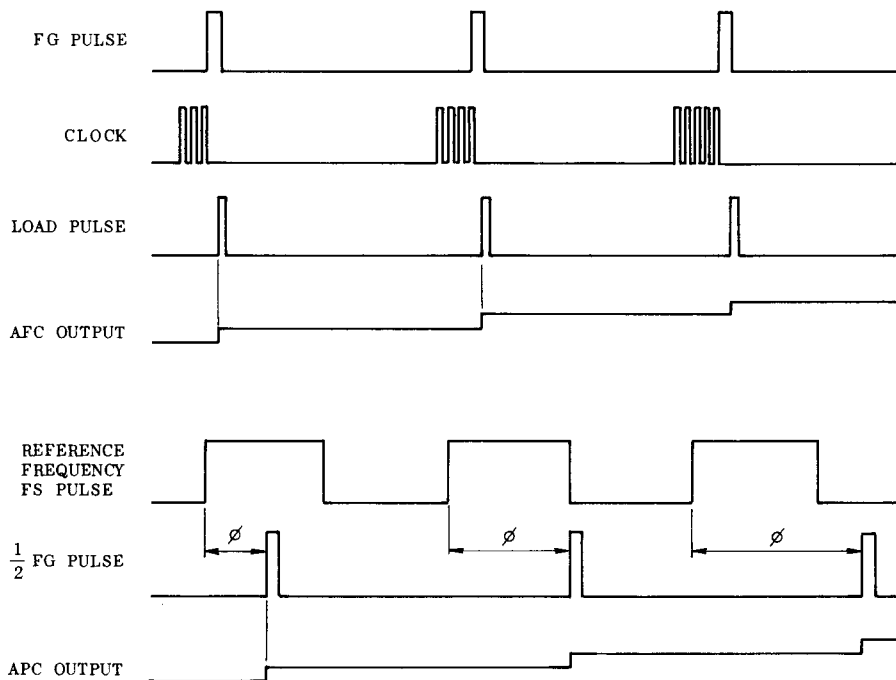 FG PULSE
CLOCK
LOAD PULSE
AFC OUTPUT
REFERENCE
FREQUENCY
FS PULSE
ø ø ø
1/2 FG PULSE
APC OUTPUT